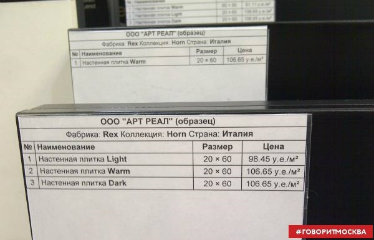 ООО "АРТ РЕАЛ" (образец)
Фабрика: Rex Коллекция: Horn Страна: Италия
№ Наименование Размер Цена
1 Настенная плитка Warm 20 × 60 106.65 у.е./м²
ООО "АРТ РЕАЛ" (образец)
Фабрика: Rex Коллекция: Horn Страна: Италия
№ Наименование Размер Цена
1 Настенная плитка Light 20 × 60 98.45 у.е./м²
2 Настенная плитка Warm 20 × 60 106.65 у.е./м²
3 Настенная плитка Dark 20 × 60 106.65 у.е./м²
#ГОВОРИТМОСКВА